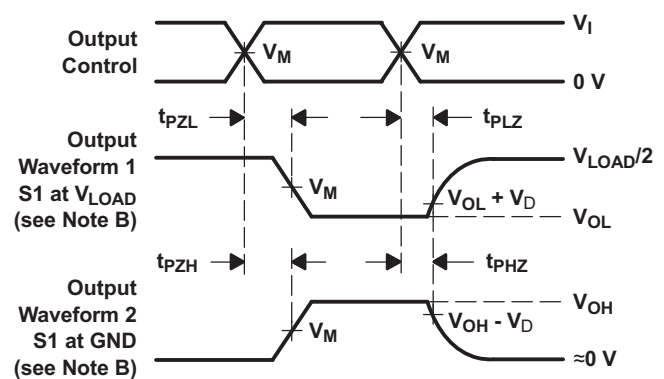 Output
Control
V_M
V_M
V_I
0 V
t_PZL
t_PLZ
Output
Waveform 1
S1 at V_LOAD
(see Note B)
V_M
V_LOAD/2
V_OL + V_D
V_OL
t_PZH
t_PHZ
Output
Waveform 2
S1 at GND
(see Note B)
V_M
V_OH
V_OH - V_D
≈0 V